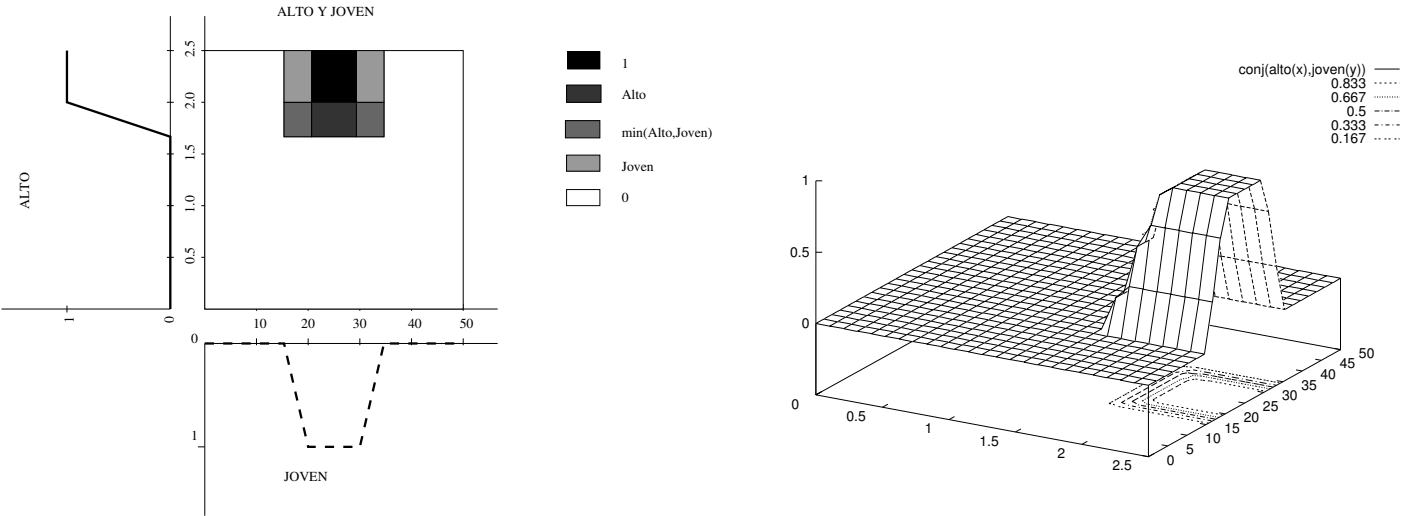 ALTO Y JOVEN
ALTO
1
0
2.5
2.0
1.5
1.0
0.5
10 20 30 40 50
0
1
JOVEN
1
Alto
min(Alto,Joven)
Joven
0
conj(alto(x),joven(y))
0.833
0.667
0.5
0.333
0.167
1
0.5
0
0 0.5 1 1.5 2 2.5
0 5 10 15 20 25 30 35 40 45 50